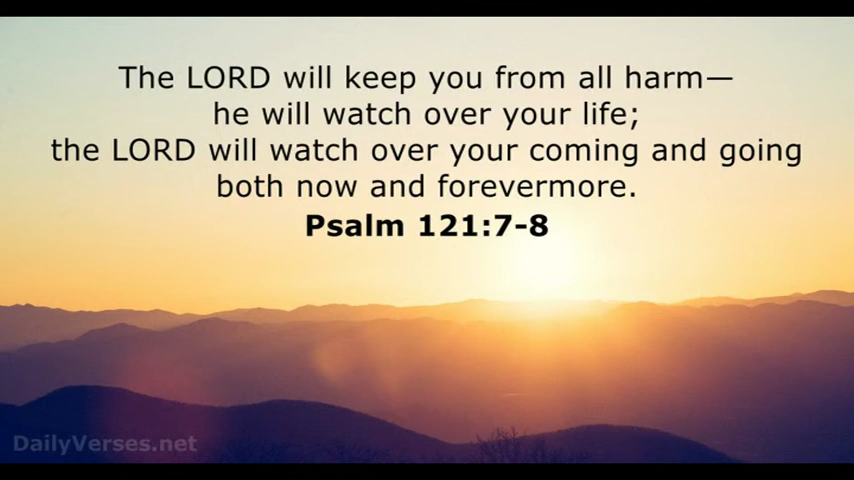 The LORD will keep you from all harm—
he will watch over your life;
the LORD will watch over your coming and going
both now and forevermore.
Psalm 121:7-8
DailyVerses.net